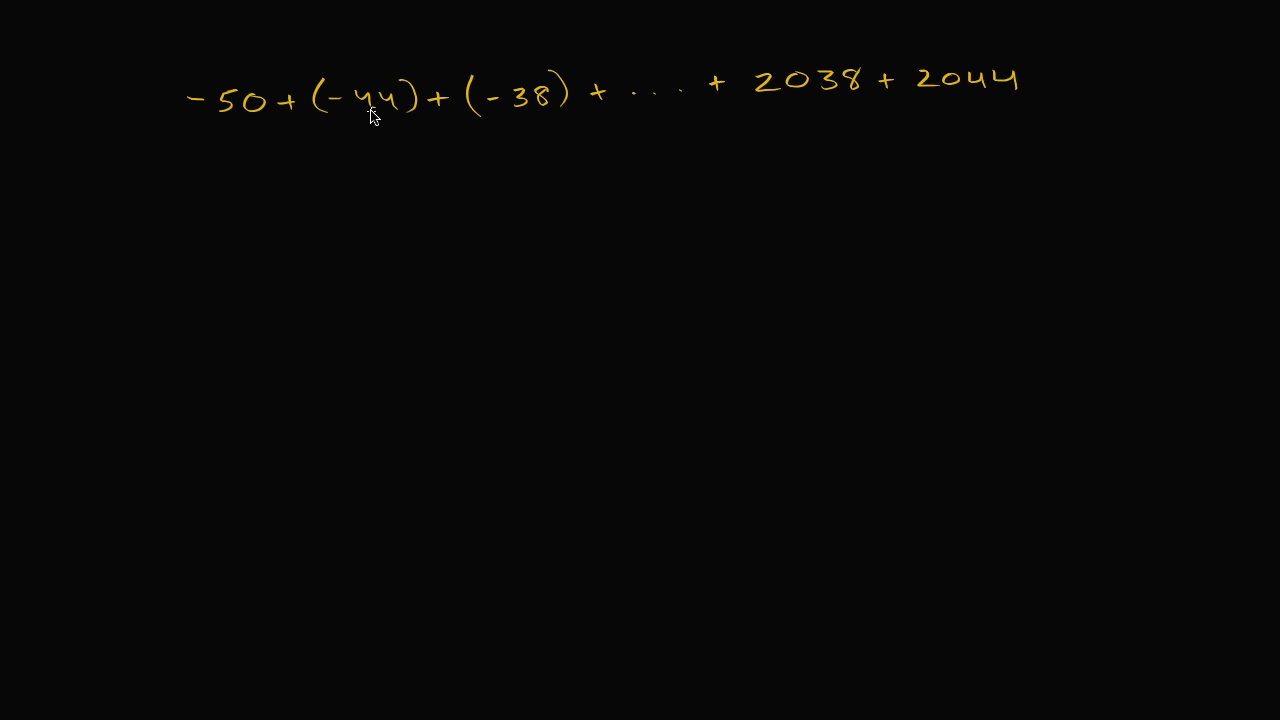 -50 + (-44) + (-38) + ... + 2038 + 2044